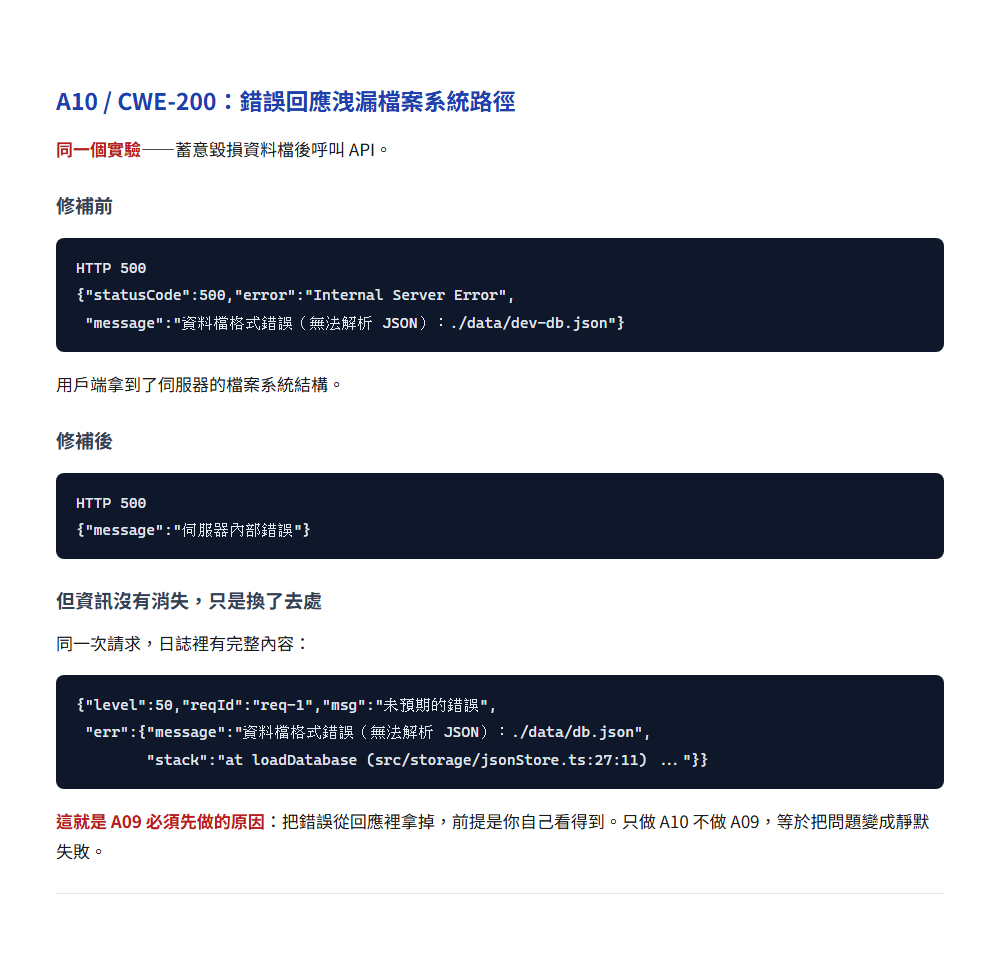 A10 / CWE-200：錯誤回應洩漏檔案系統路徑
同一個實驗——蓄意毀損資料檔後呼叫 API。
修補前
HTTP 500
{"statusCode":500,"error":"Internal Server Error",
"message":"資料檔格式錯誤（無法解析 JSON）：./data/dev-db.json"}
用戶端拿到了伺服器的檔案系統結構。
修補後
HTTP 500
{"message":"伺服器內部錯誤"}
但資訊沒有消失，只是換了去處
同一次請求，日誌裡有完整內容：
{"level":50,"reqId":"req-1","msg":"未預期的錯誤",
"err":{"message":"資料檔格式錯誤（無法解析 JSON）：./data/db.json",
"stack":"at loadDatabase (src/storage/jsonStore.ts:27:11) ..."}}
這就是 A09 必須先做的原因：把錯誤從回應裡拿掉，前提是你自己看得到。只做 A10 不做 A09，等於把問題變成靜默
失敗。